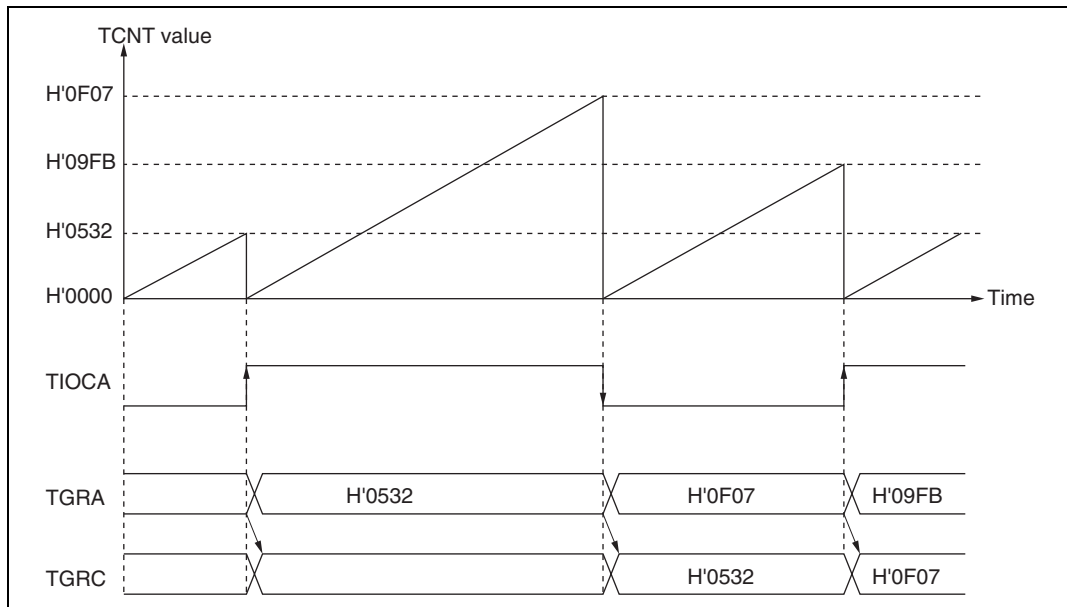 TCNT value
H'0F07
H'09FB
H'0532
H'0000
Time
TIOCA
TGRA
H'0532
H'0F07
H'09FB
TGRC
H'0532
H'0F07